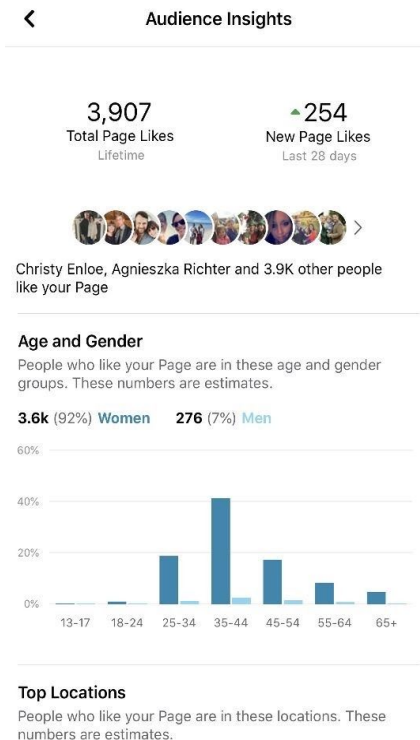 Audience Insights
3,907
Total Page Likes
Lifetime
254
New Page Likes
Last 28 days
Christy Enloe, Agnieszka Richter and 3.9K other people
like your Page
Age and Gender
People who like your Page are in these age and gender
groups. These numbers are estimates.
3.6k (92%) Women 276 (7%) Men
60%
40%
20%
0%
13-17 18-24 25-34 35-44 45-54 55-64 65+
Top Locations
People who like your Page are in these locations. These
numbers are estimates.